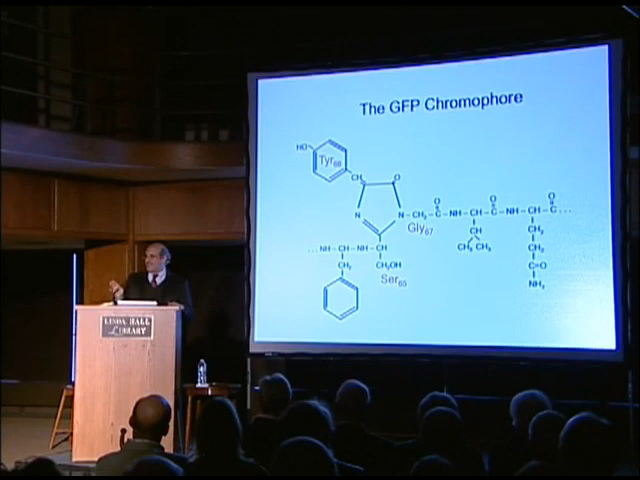 The GFP Chromophore
HO
Tyr66
CH
O
N
N-CH2-C-NH-CH-C-NH-CH-C...
O
O
O
Gly67
CH
CH2
CH3 CH3
CH2
...NH-CH-NH-CH
CH2
CH2OH
C=O
NH2
Ser65
LINDA HALL
LIBRARY